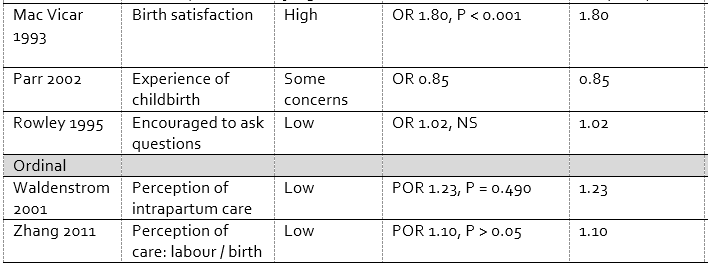 Mac Vicar Birth satisfaction High OR 1.80, P < 0.001 1.80
1993
Parr 2002 Experience of Some OR 0.85 0.85
childbirth concerns
Rowley 1995 Encouraged to ask Low OR 1.02, NS 1.02
questions
Ordinal
Waldenstrom Perception of Low POR 1.23, P = 0.490 1.23
2001 intrapartum care
Zhang 2011 Perception of Low POR 1.10, P > 0.05 1.10
care: labour / birth